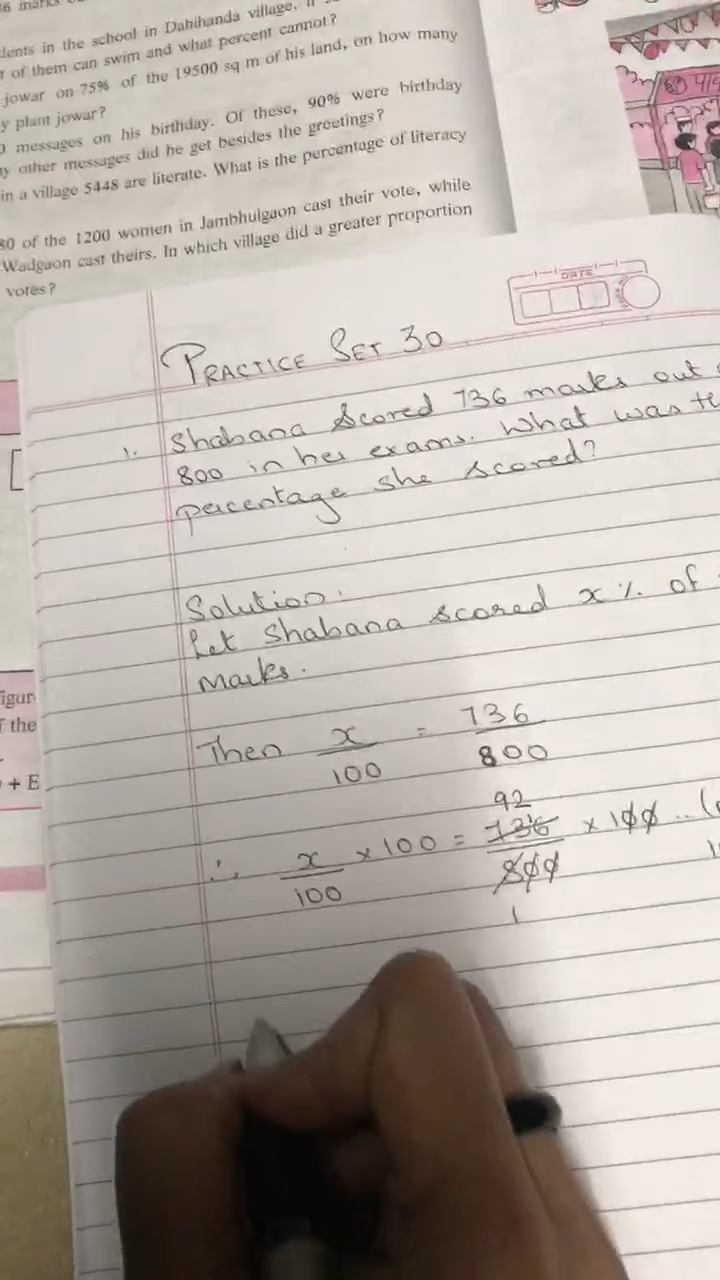 36 marks
dents in the school in Dahihanda village,
of them can swim and what percent cannot?
jowar on 75% of the 19500 sq m of his land, on how many
y plant jowar?
0 messages on his birthday. Of these, 90% were birthday
y other messages did he get besides the greetings?
in a village 5448 are literate. What is the percentage of literacy
80 of the 1200 women in Jambhulgaon cast their vote, while
Wadgaon cast theirs. In which village did a greater proportion
votes?
DATE
PRACTICE SET 30
1. Shabana scored 736 marks out
800 in her exams. What was
percentage she scored?
Solution:
Let Shabana scored x % of
marks.
Then x/100 = 736/800
92
∴ x/100 × 100 = 736/800 × 100 ..
1
igur
f the
+ E